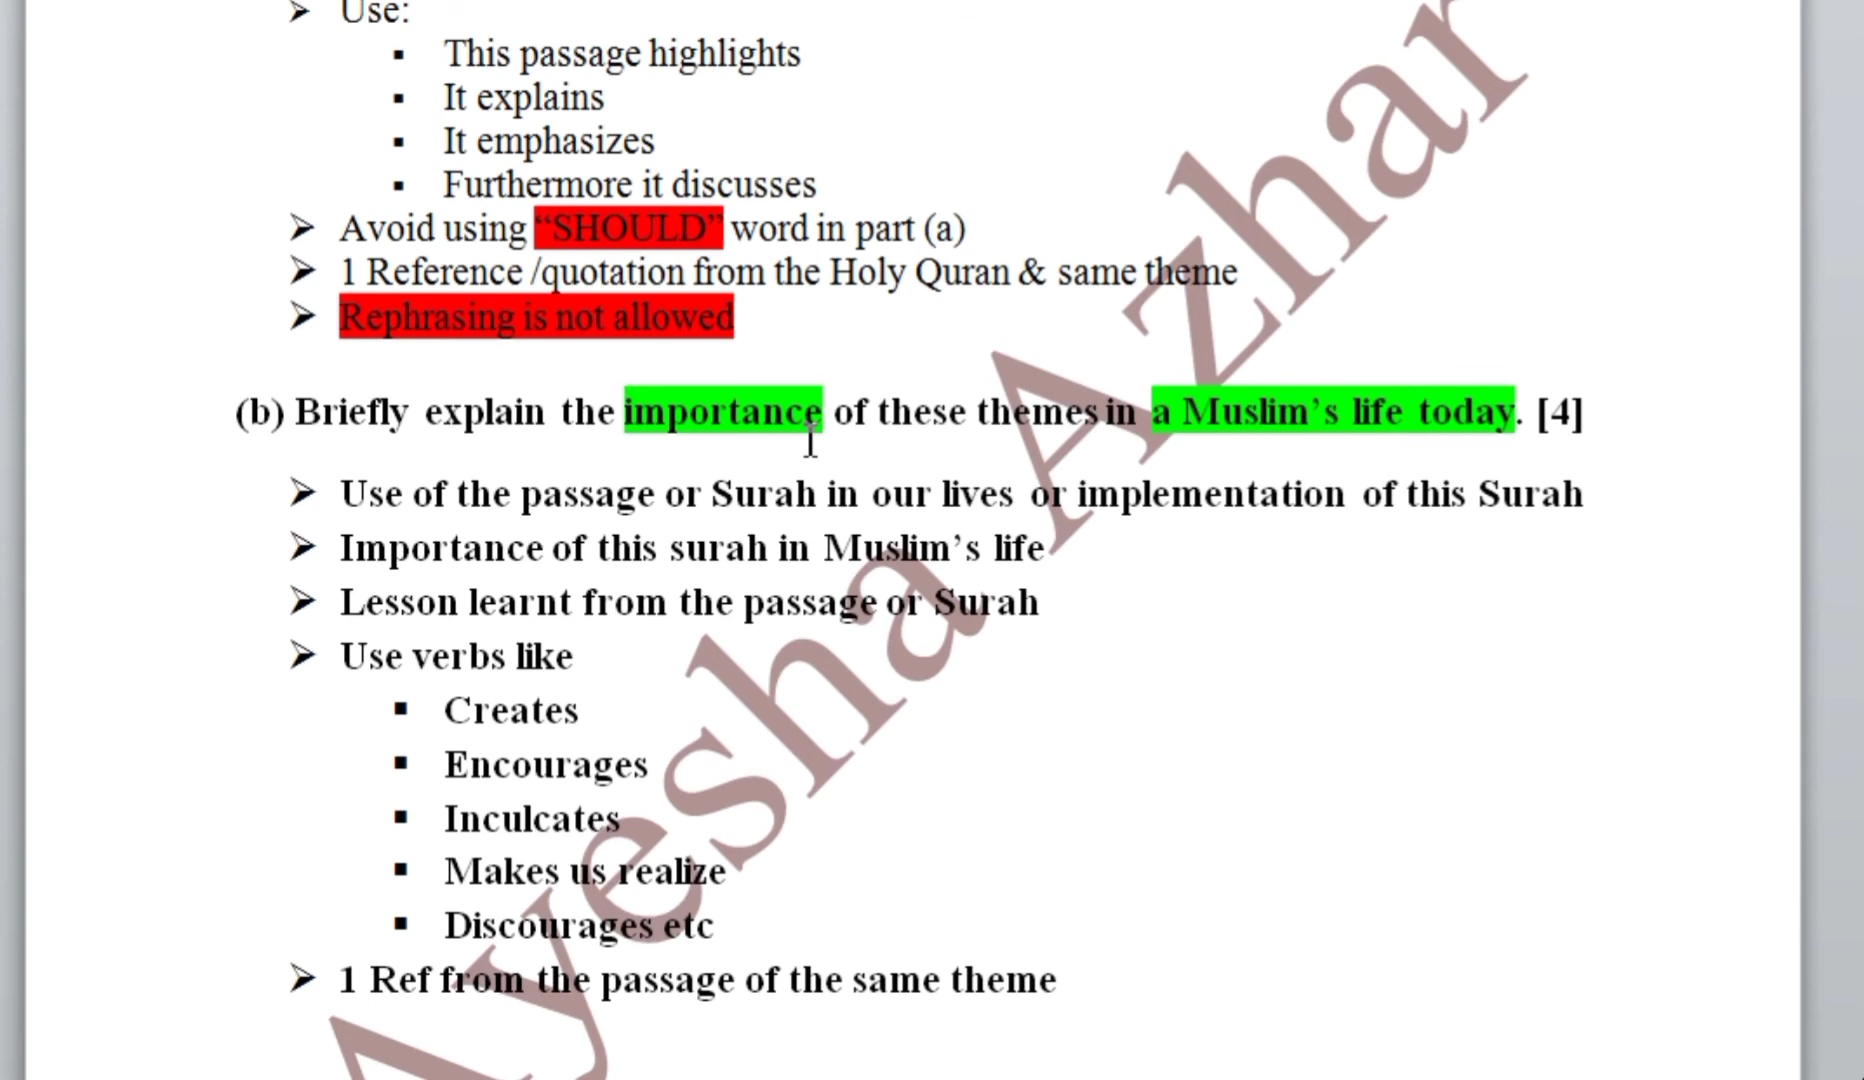 ➢ Use:
▪ This passage highlights
▪ It explains
▪ It emphasizes
▪ Furthermore it discusses
➢ Avoid using “SHOULD” word in part (a)
➢ 1 Reference /quotation from the Holy Quran & same theme
➢ Rephrasing is not allowed
(b) Briefly explain the importance of these themes in a Muslim’s life today. [4]
➢ Use of the passage or Surah in our lives or implementation of this Surah
➢ Importance of this surah in Muslim’s life
➢ Lesson learnt from the passage or Surah
➢ Use verbs like
▪ Creates
▪ Encourages
▪ Inculcates
▪ Makes us realize
▪ Discourages etc
➢ 1 Ref from the passage of the same theme
Ayesha Azhar